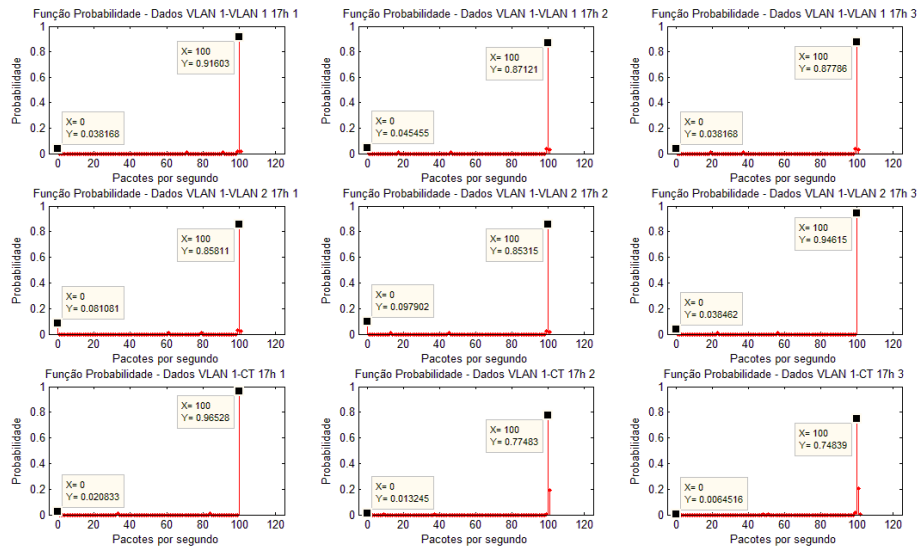 Função Probabilidade - Dados VLAN 1-VLAN 1 17h 1
Probabilidade
1
0.8
0.6
0.4
0.2
0
X= 100
Y= 0.91603
X= 0
Y= 0.038168
0 20 40 60 80 100 120
Pacotes por segundo
Função Probabilidade - Dados VLAN 1-VLAN 1 17h 2
Probabilidade
1
0.8
0.6
0.4
0.2
0
X= 100
Y= 0.87121
X= 0
Y= 0.045455
0 20 40 60 80 100 120
Pacotes por segundo
Função Probabilidade - Dados VLAN 1-VLAN 1 17h 3
Probabilidade
1
0.8
0.6
0.4
0.2
0
X= 100
Y= 0.87786
X= 0
Y= 0.038168
0 20 40 60 80 100 120
Pacotes por segundo
Função Probabilidade - Dados VLAN 1-VLAN 2 17h 1
Probabilidade
1
0.8
0.6
0.4
0.2
0
X= 100
Y= 0.85811
X= 0
Y= 0.081081
0 20 40 60 80 100 120
Pacotes por segundo
Função Probabilidade - Dados VLAN 1-VLAN 2 17h 2
Probabilidade
1
0.8
0.6
0.4
0.2
0
X= 100
Y= 0.85315
X= 0
Y= 0.097902
0 20 40 60 80 100 120
Pacotes por segundo
Função Probabilidade - Dados VLAN 1-VLAN 2 17h 3
Probabilidade
1
0.8
0.6
0.4
0.2
0
X= 100
Y= 0.94615
X= 0
Y= 0.038462
0 20 40 60 80 100 120
Pacotes por segundo
Função Probabilidade - Dados VLAN 1-CT 17h 1
Probabilidade
1
0.8
0.6
0.4
0.2
0
X= 100
Y= 0.96528
X= 0
Y= 0.020833
0 20 40 60 80 100 120
Pacotes por segundo
Função Probabilidade - Dados VLAN 1-CT 17h 2
Probabilidade
1
0.8
0.6
0.4
0.2
0
X= 100
Y= 0.77483
X= 0
Y= 0.013245
0 20 40 60 80 100 120
Pacotes por segundo
Função Probabilidade - Dados VLAN 1-CT 17h 3
Probabilidade
1
0.8
0.6
0.4
0.2
0
X= 100
Y= 0.74839
X= 0
Y= 0.0064516
0 20 40 60 80 100 120
Pacotes por segundo